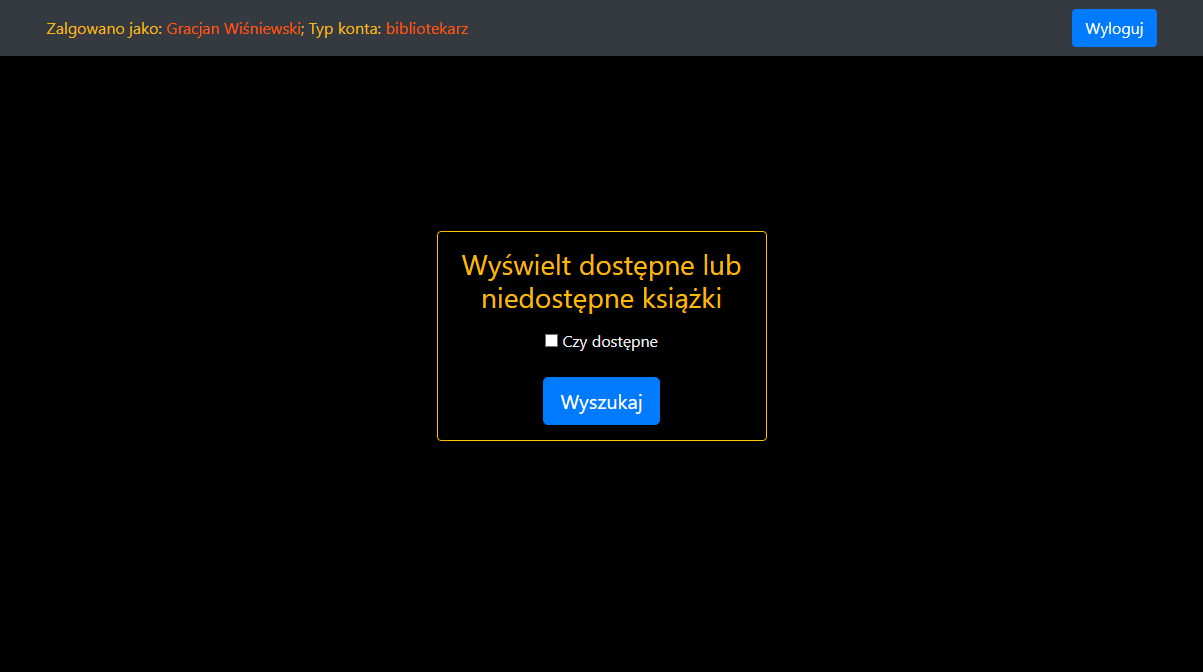 Zalgowano jako: Gracjan Wiśniewski; Typ konta: bibliotekarz
Wyloguj
Wyświelt dostępne lub
niedostępne książki
Czy dostępne
Wyszukaj